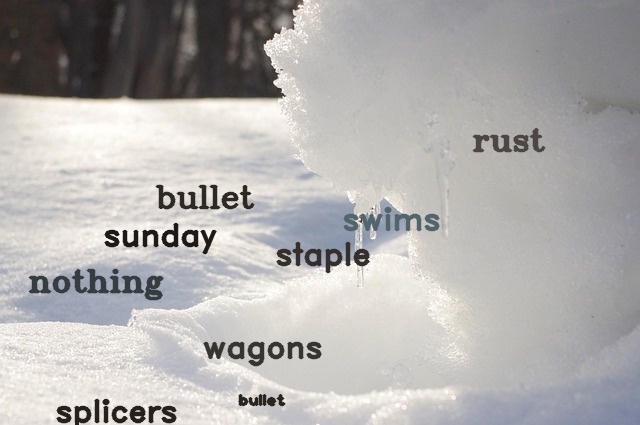 rust
bullet
swims
sunday
staple
nothing
wagons
bullet
splicers